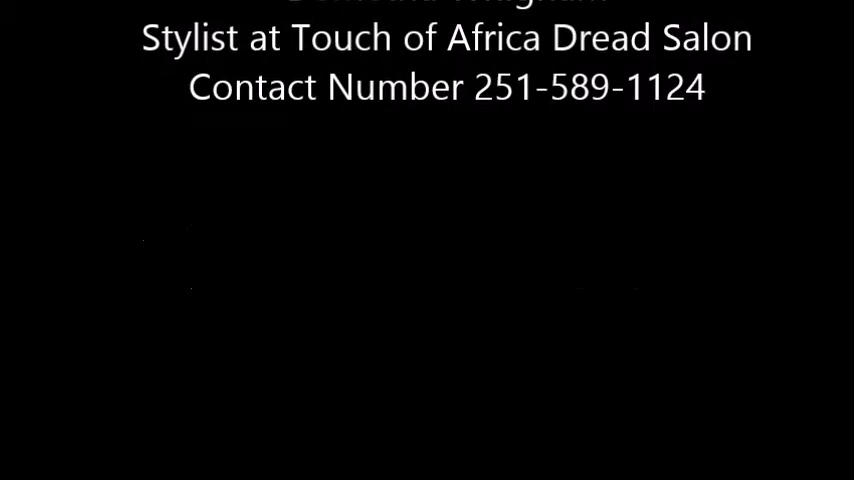 Stylist at Touch of Africa Dread Salon
Contact Number 251-589-1124